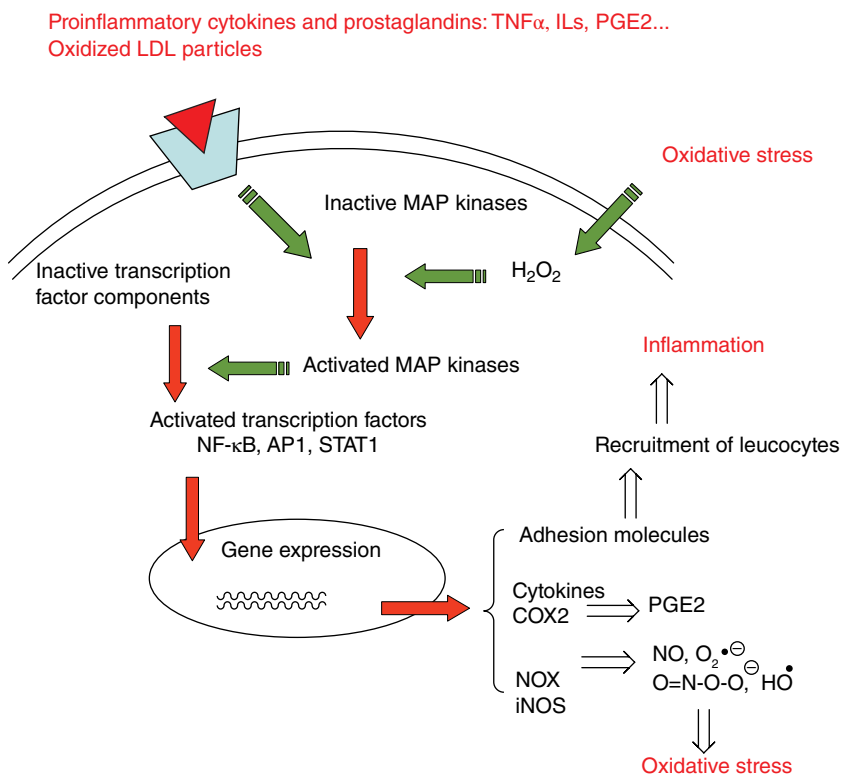 Proinflammatory cytokines and prostaglandins: TNFα, ILs, PGE2...
Oxidized LDL particles
Oxidative stress
Inactive MAP kinases
H₂O₂
Inactive transcription
factor components
Activated MAP kinases
Inflammation
Activated transcription factors
NF-κB, AP1, STAT1
Recruitment of leucocytes
Gene expression
Adhesion molecules
Cytokines
COX2
PGE2
NOX
iNOS
NO, O₂•⊖
O=N-O-O⊖, HO•
Oxidative stress